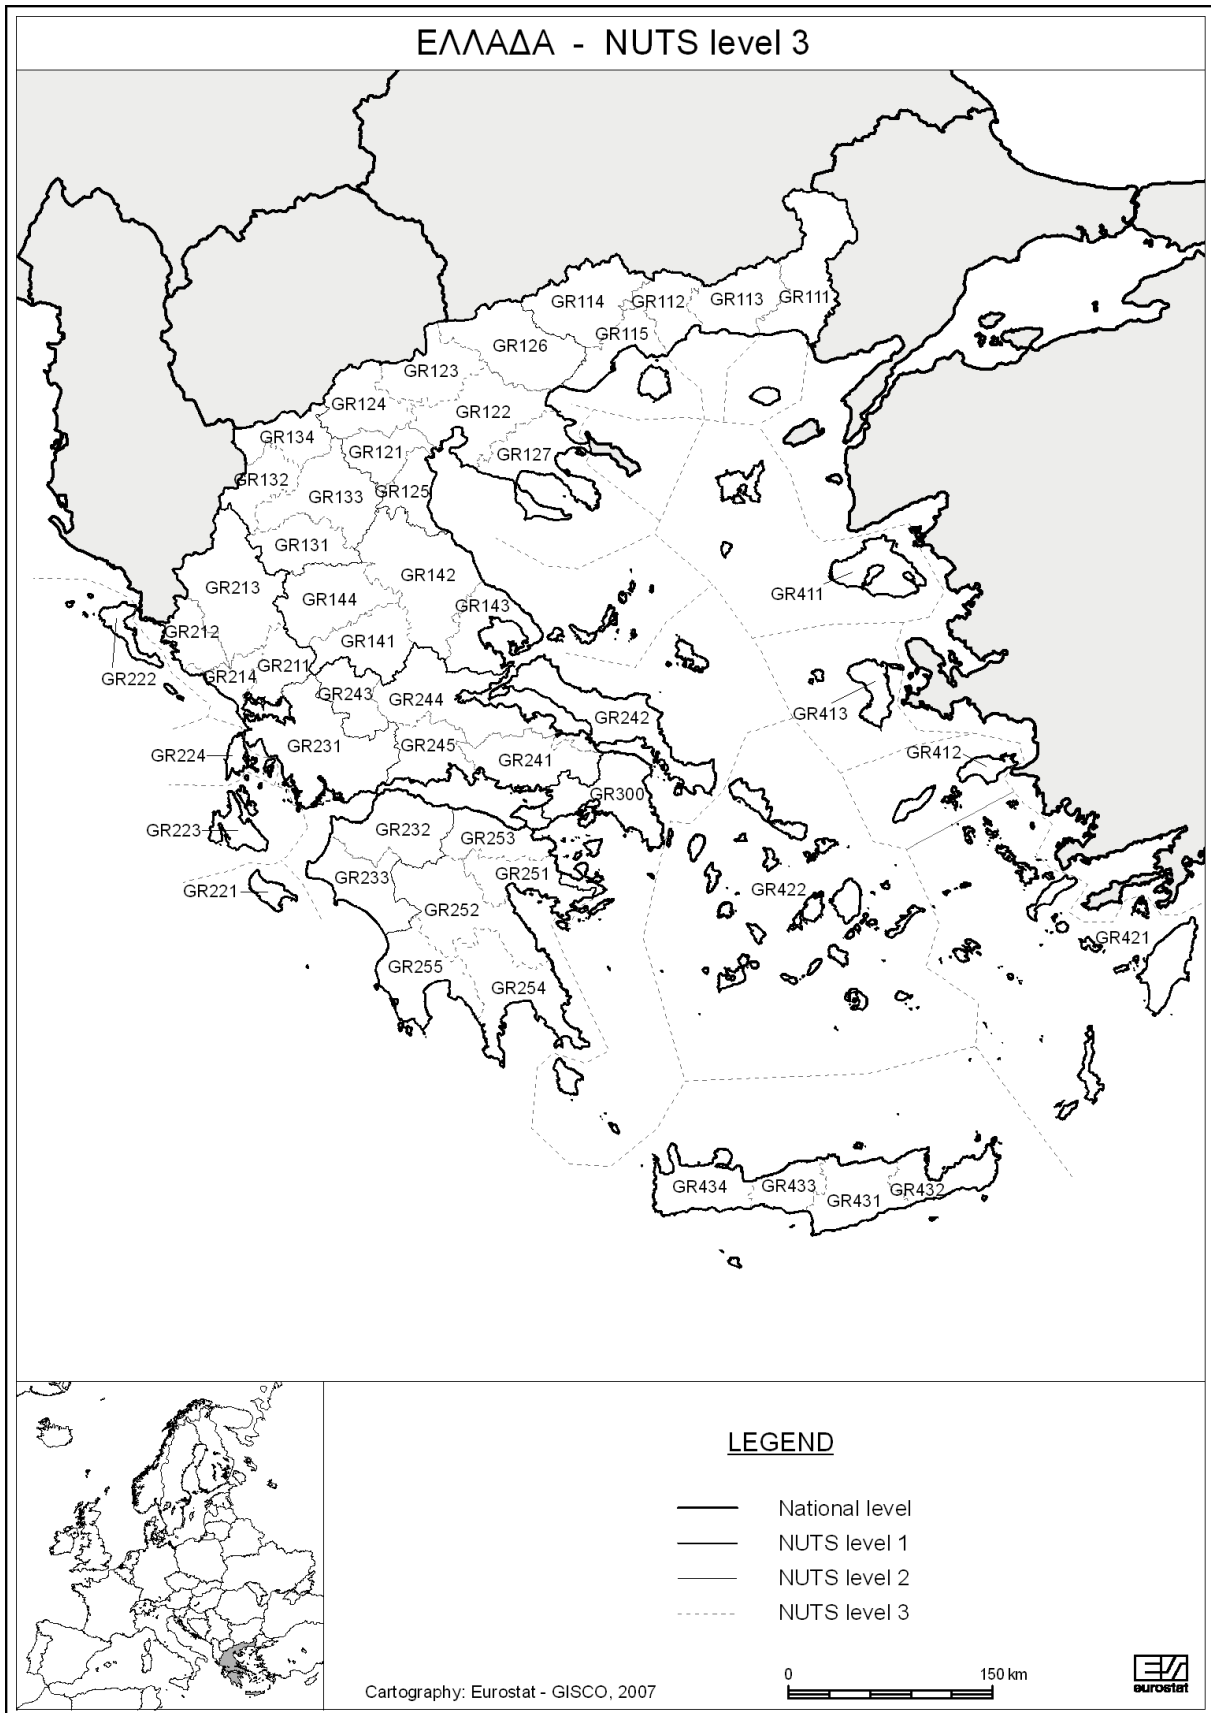 ΕΛΛΑΔΑ - NUTS level 3
GR114
GR112
GR113
GR111
GR115
GR126
GR123
GR124
GR122
GR134
GR121
GR127
GR132
GR133
GR125
GR131
GR142
GR213
GR411
GR144
GR143
GR212
GR141
GR211
GR222
GR214
GR243
GR244
GR413
GR242
GR224
GR231
GR245
GR241
GR412
GR300
GR223
GR232
GR253
GR233
GR251
GR221
GR422
GR252
GR421
GR255
GR254
GR434
GR433
GR431
GR432
LEGEND
National level
NUTS level 1
NUTS level 2
NUTS level 3
0 150 km
Cartography: Eurostat - GISCO, 2007
eurostat